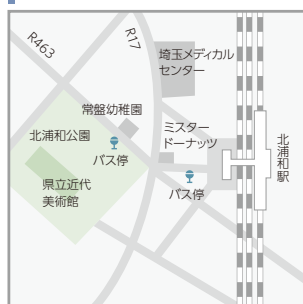 R463
R17
埼玉メディカル
センター
常盤幼稚園
ミスター
ドーナッツ
北浦和公園
バス停
北浦和駅
バス停
県立近代
美術館